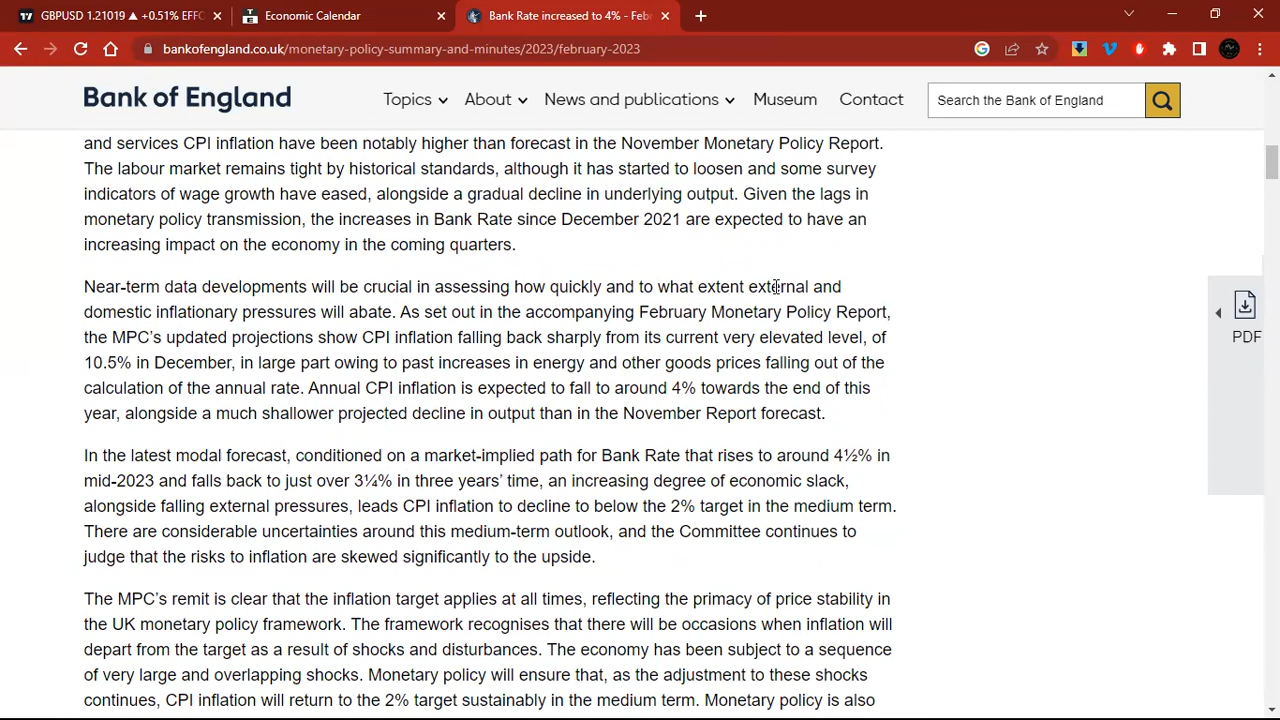 GBPUSD 1.21019 ▲ +0.51% EFFC
Economic Calendar
Bank Rate increased to 4% - Febr
bankofengland.co.uk/monetary-policy-summary-and-minutes/2023/february-2023
Bank of England
Topics
About
News and publications
Museum
Contact
Search the Bank of England
and services CPI inflation have been notably higher than forecast in the November Monetary Policy Report.
The labour market remains tight by historical standards, although it has started to loosen and some survey
indicators of wage growth have eased, alongside a gradual decline in underlying output. Given the lags in
monetary policy transmission, the increases in Bank Rate since December 2021 are expected to have an
increasing impact on the economy in the coming quarters.
Near-term data developments will be crucial in assessing how quickly and to what extent external and
domestic inflationary pressures will abate. As set out in the accompanying February Monetary Policy Report,
the MPC’s updated projections show CPI inflation falling back sharply from its current very elevated level, of
10.5% in December, in large part owing to past increases in energy and other goods prices falling out of the
calculation of the annual rate. Annual CPI inflation is expected to fall to around 4% towards the end of this
year, alongside a much shallower projected decline in output than in the November Report forecast.
PDF
In the latest modal forecast, conditioned on a market-implied path for Bank Rate that rises to around 4½% in
mid-2023 and falls back to just over 3¼% in three years’ time, an increasing degree of economic slack,
alongside falling external pressures, leads CPI inflation to decline to below the 2% target in the medium term.
There are considerable uncertainties around this medium-term outlook, and the Committee continues to
judge that the risks to inflation are skewed significantly to the upside.
The MPC’s remit is clear that the inflation target applies at all times, reflecting the primacy of price stability in
the UK monetary policy framework. The framework recognises that there will be occasions when inflation will
depart from the target as a result of shocks and disturbances. The economy has been subject to a sequence
of very large and overlapping shocks. Monetary policy will ensure that, as the adjustment to these shocks
continues, CPI inflation will return to the 2% target sustainably in the medium term. Monetary policy is also